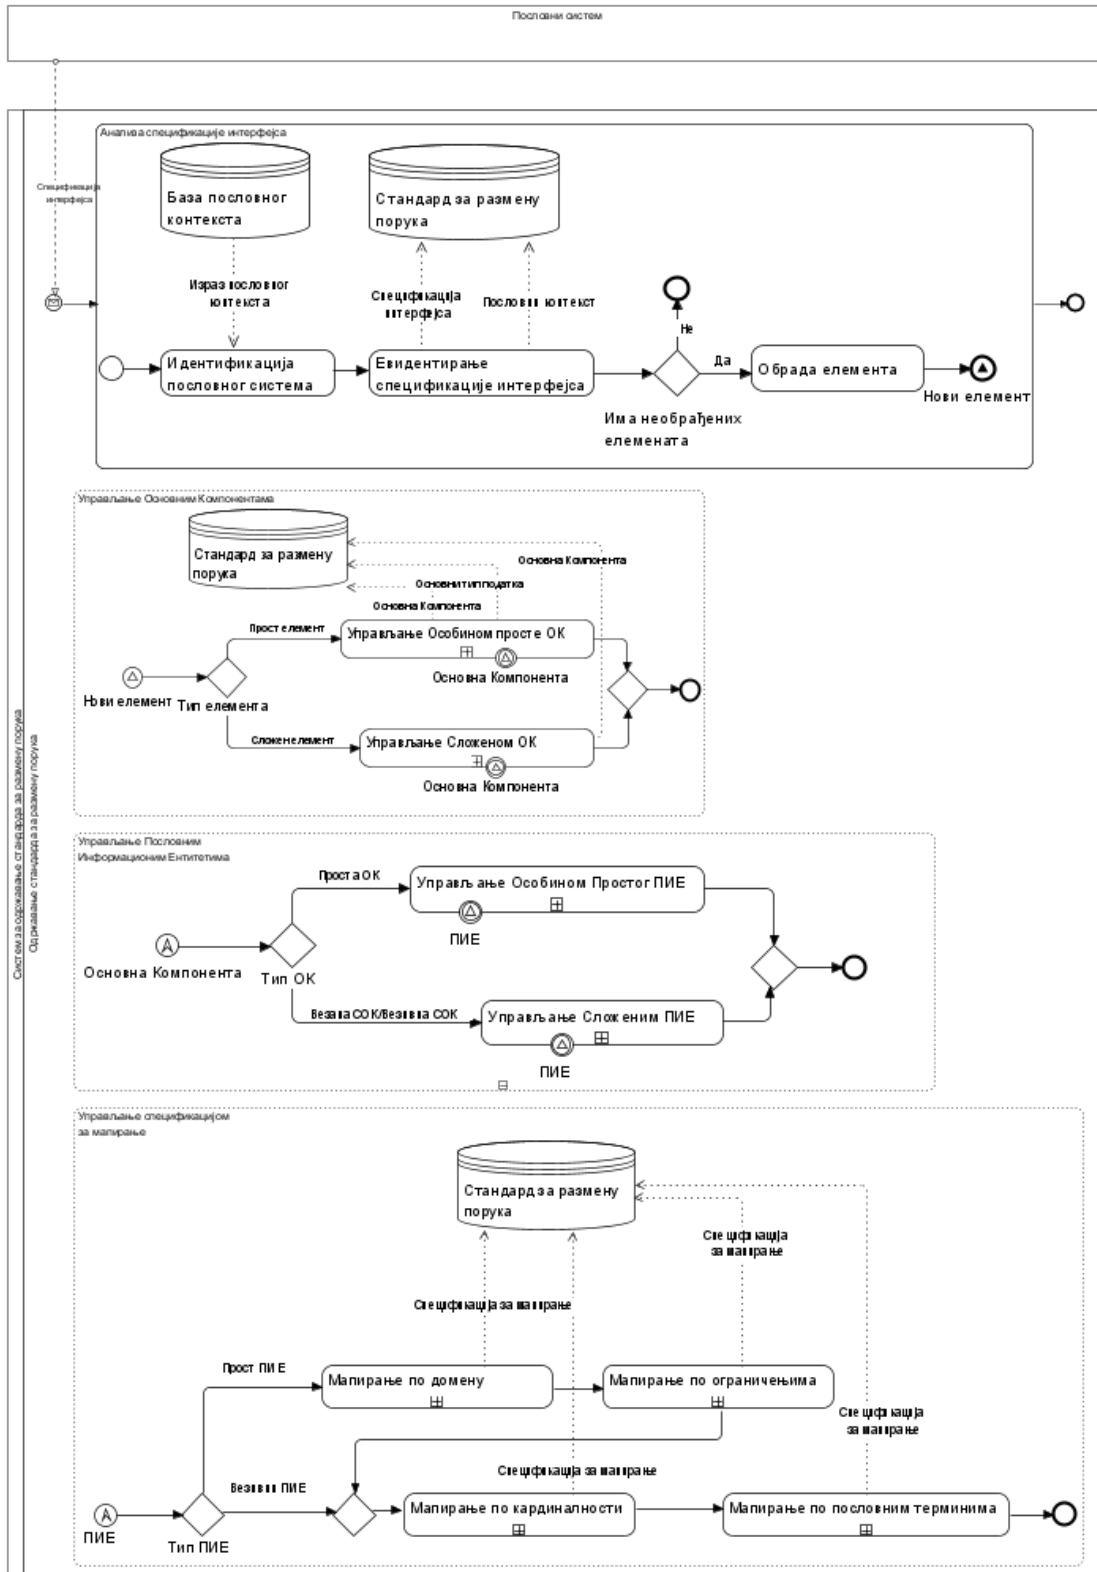 Пословни систем
Анализа спецификације интерфејса
База пословног
контекста
Стандард за размену
порука
Спецификација
интерфејса
Израз пословног
контекста
Спецификација
интерфејса
Пословни контекст
Не
Идентификација
пословног система
Евидентирање
спецификације интерфејса
Да
Обрада елемента
Нови елемент
Има необрађених
елемената
Управљање Основним Компонентама
Стандард за размену
порука
Основна Компонента
Основни тип податка
Основна Компонента
Прост елемент
Управљање Особином просте ОК
Основна Компонента
Нови елемент
Тип елемента
Сложен елемент
Управљање Сложеном ОК
Основна Компонента
Систем за одржавање стандарда за размену порука
Одржавање стандарда за размену порука
Управљање Пословним
Информационим Ентитетима
Проста ОК
Управљање Особином Простог ПИЕ
ПИЕ
Основна Компонента
Тип ОК
Везана СОК/Везивна СОК
Управљање Сложеним ПИЕ
ПИЕ
Управљање спецификацијом
за мапирање
Стандард за размену
порука
Спецификација
за мапирање
Спецификација за мапирање
Прост ПИЕ
Мапирање по домену
Мапирање по ограничењима
Спецификација
за мапирање
Спецификација за мапирање
Везивни ПИЕ
Мапирање по кардиналности
Мапирање по пословним терминима
ПИЕ
Тип ПИЕ